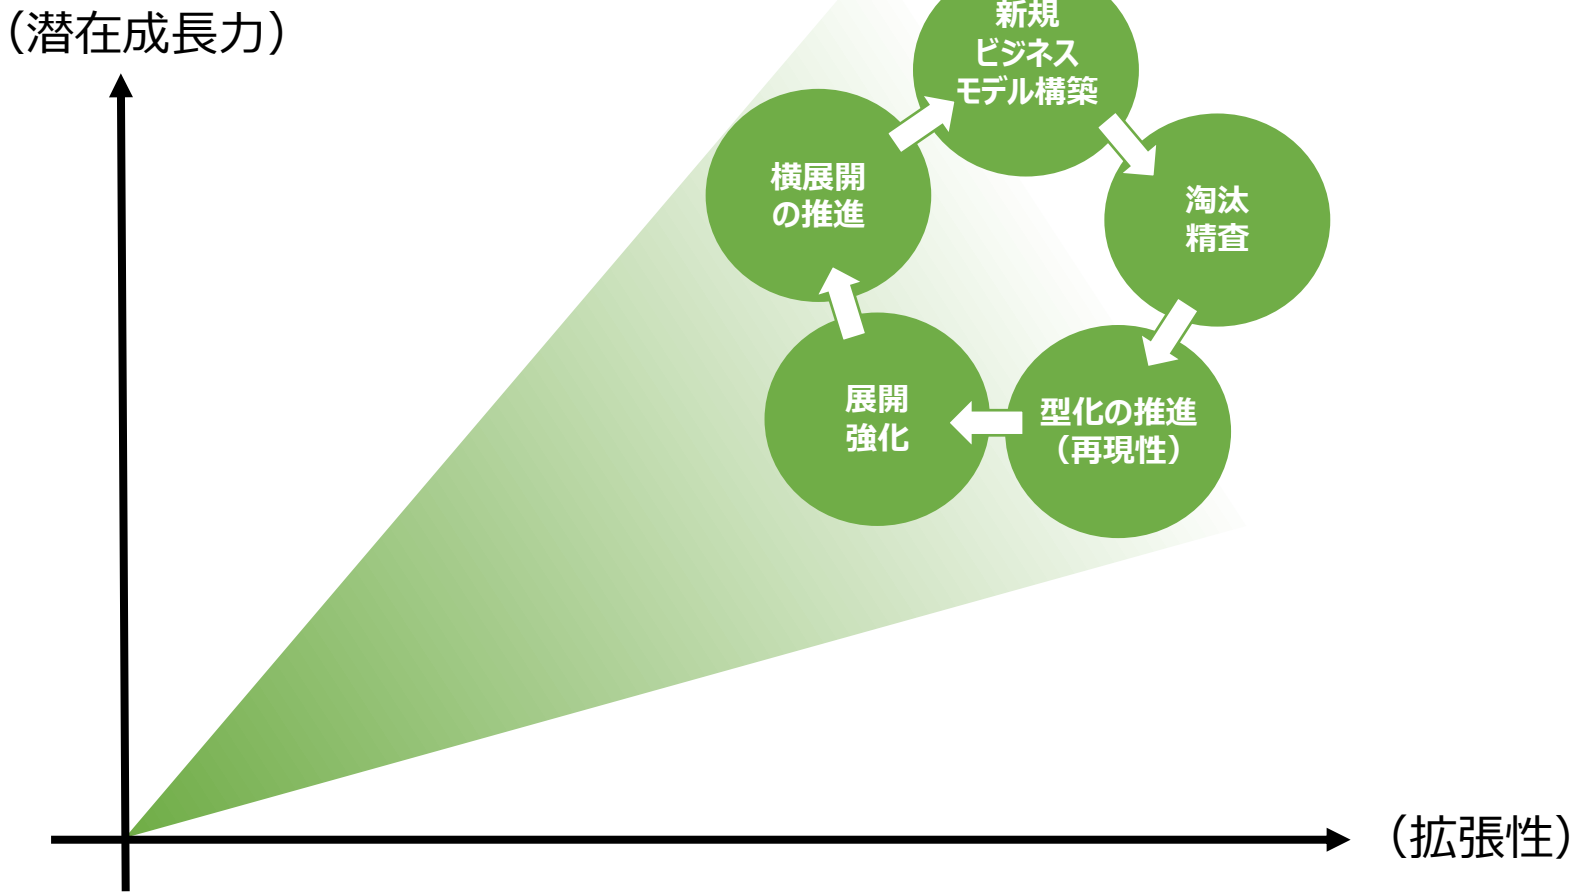 （潜在成長力）
新規
ビジネス
モデル構築
横展開
の推進
淘汰
精査
展開
強化
型化の推進
（再現性）
（拡張性）